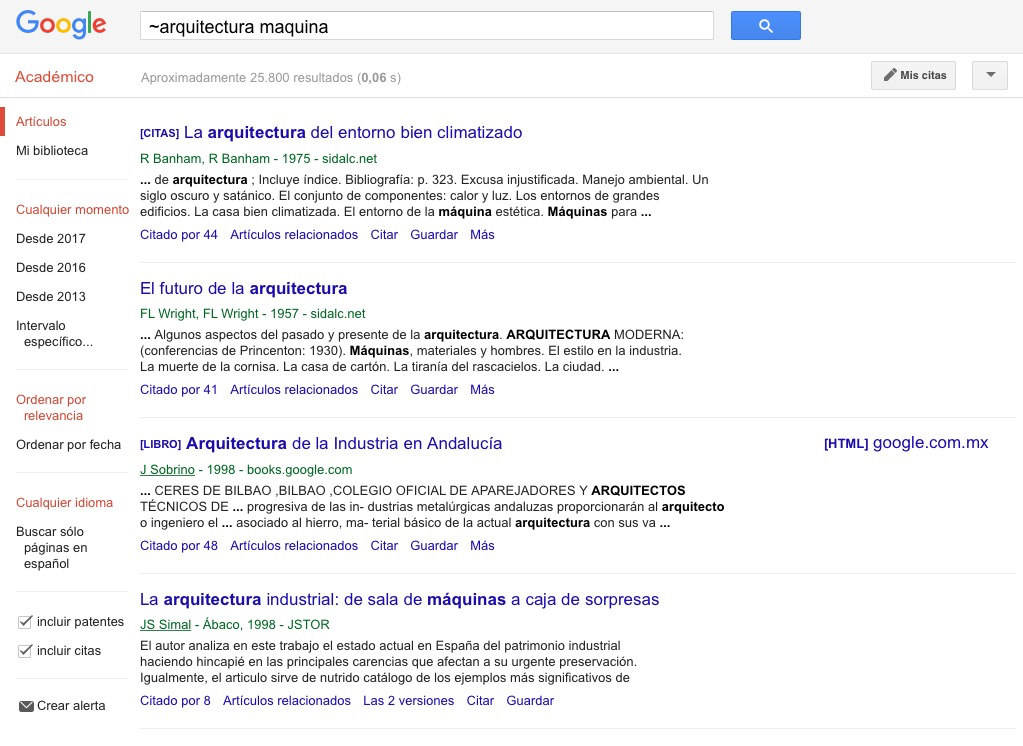 Google
~arquitectura maquina
Académico
Aproximadamente 25.800 resultados (0,06 s)
Mis citas
Artículos
Mi biblioteca
Cualquier momento
Desde 2017
Desde 2016
Desde 2013
Intervalo
específico...
Ordenar por
relevancia
Ordenar por fecha
Cualquier idioma
Buscar sólo
páginas en
español
incluir patentes
incluir citas
Crear alerta
[CITAS] La arquitectura del entorno bien climatizado
R Banham, R Banham - 1975 - sidalc.net
... de arquitectura ; Incluye índice. Bibliografía: p. 323. Excusa injustificada. Manejo ambiental. Un
siglo oscuro y satánico. El conjunto de componentes: calor y luz. Los entornos de grandes
edificios. La casa bien climatizada. El entorno de la máquina estética. Máquinas para ...
Citado por 44 Artículos relacionados Citar Guardar Más
El futuro de la arquitectura
FL Wright, FL Wright - 1957 - sidalc.net
... Algunos aspectos del pasado y presente de la arquitectura. ARQUITECTURA MODERNA:
(conferencias de Princenton: 1930). Máquinas, materiales y hombres. El estilo en la industria.
La muerte de la cornisa. La casa de cartón. La tiranía del rascacielos. La ciudad. ...
Citado por 41 Artículos relacionados Citar Guardar Más
[LIBRO] Arquitectura de la Industria en Andalucía
[HTML] google.com.mx
J Sobrino - 1998 - books.google.com
... CERES DE BILBAO ,BILBAO ,COLEGIO OFICIAL DE APAREJADORES Y ARQUITECTOS
TÉCNICOS DE ... progresiva de las in- dustrias metalúrgicas andaluzas proporcionarán al arquitecto
o ingeniero el ... asociado al hierro, ma- terial básico de la actual arquitectura con sus va ...
Citado por 48 Artículos relacionados Citar Guardar Más
La arquitectura industrial: de sala de máquinas a caja de sorpresas
JS Simal - Ábaco, 1998 - JSTOR
El autor analiza en este trabajo el estado actual en España del patrimonio industrial
haciendo hincapié en las principales carencias que afectan a su urgente preservación.
Igualmente, el articulo sirve de nutrido catálogo de los ejemplos más significativos de
Citado por 8 Artículos relacionados Las 2 versiones Citar Guardar